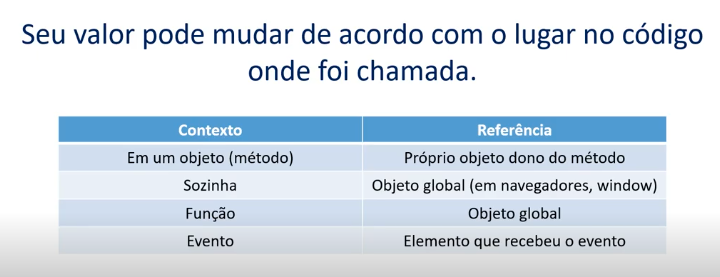 Seu valor pode mudar de acordo com o lugar no código
onde foi chamada.
Contexto Referência
Em um objeto (método) Próprio objeto dono do método
Sozinha Objeto global (em navegadores, window)
Função Objeto global
Evento Elemento que recebeu o evento